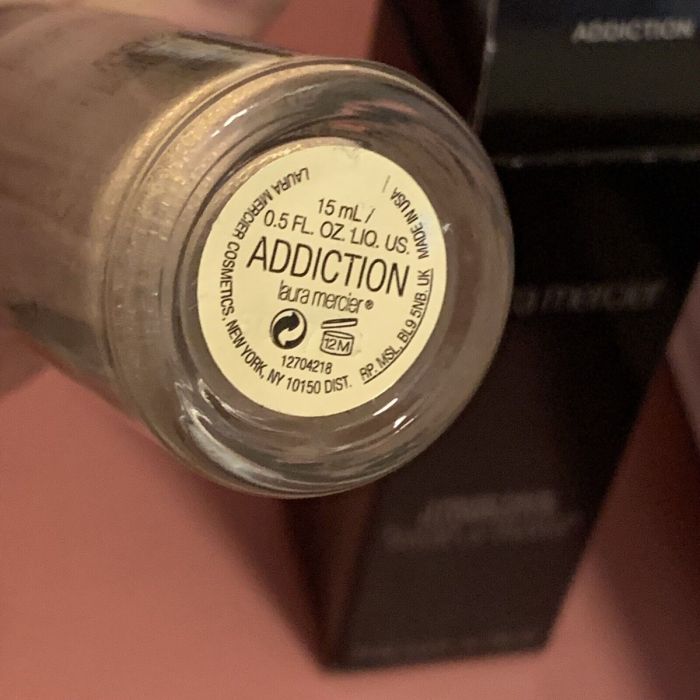 15 mL /
0.5 FL. OZ. LIQ. US.
ADDICTION
laura mercier®
12M
12704218
LAURA MERCIER COSMETICS, NEW YORK, NY 10150 DIST.
RP. MSL, BL9 5NB, UK
MADE IN USA
ADDICTION
mercier